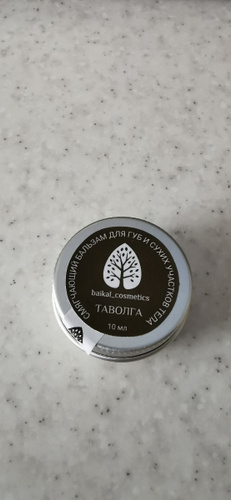 СМЯГЧАЮЩИЙ БАЛЬЗАМ ДЛЯ ГУБ И СУХИХ УЧАСТКОВ ТЕЛА
baikal_cosmetics
ТАВОЛГА
10 мл